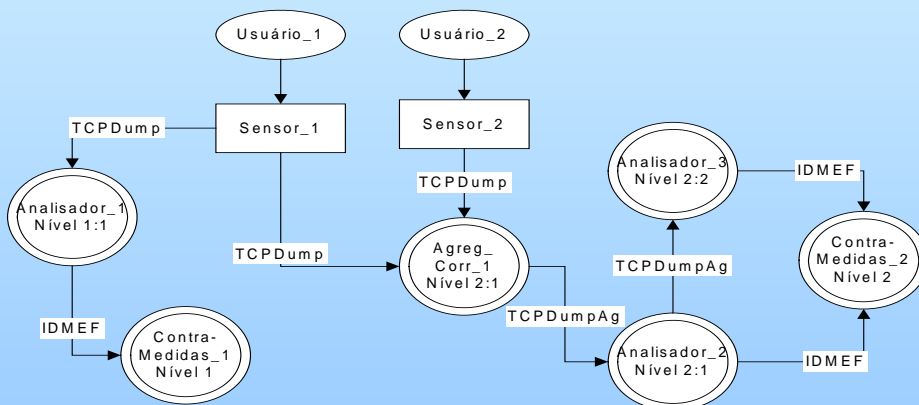 Usuário_1
Usuário_2
Sensor_1
Sensor_2
TCPDump
TCPDump
Analisador_1
Nível 1:1
Analisador_3
Nível 2:2
IDMEF
TCPDump
Agreg_
Corr_1
Nível 2:1
Contra-
Medidas_2
Nível 2
TCPDumpAg
TCPDumpAg
IDMEF
Contra-
Medidas_1
Nível 1
Analisador_2
Nível 2:1
IDMEF